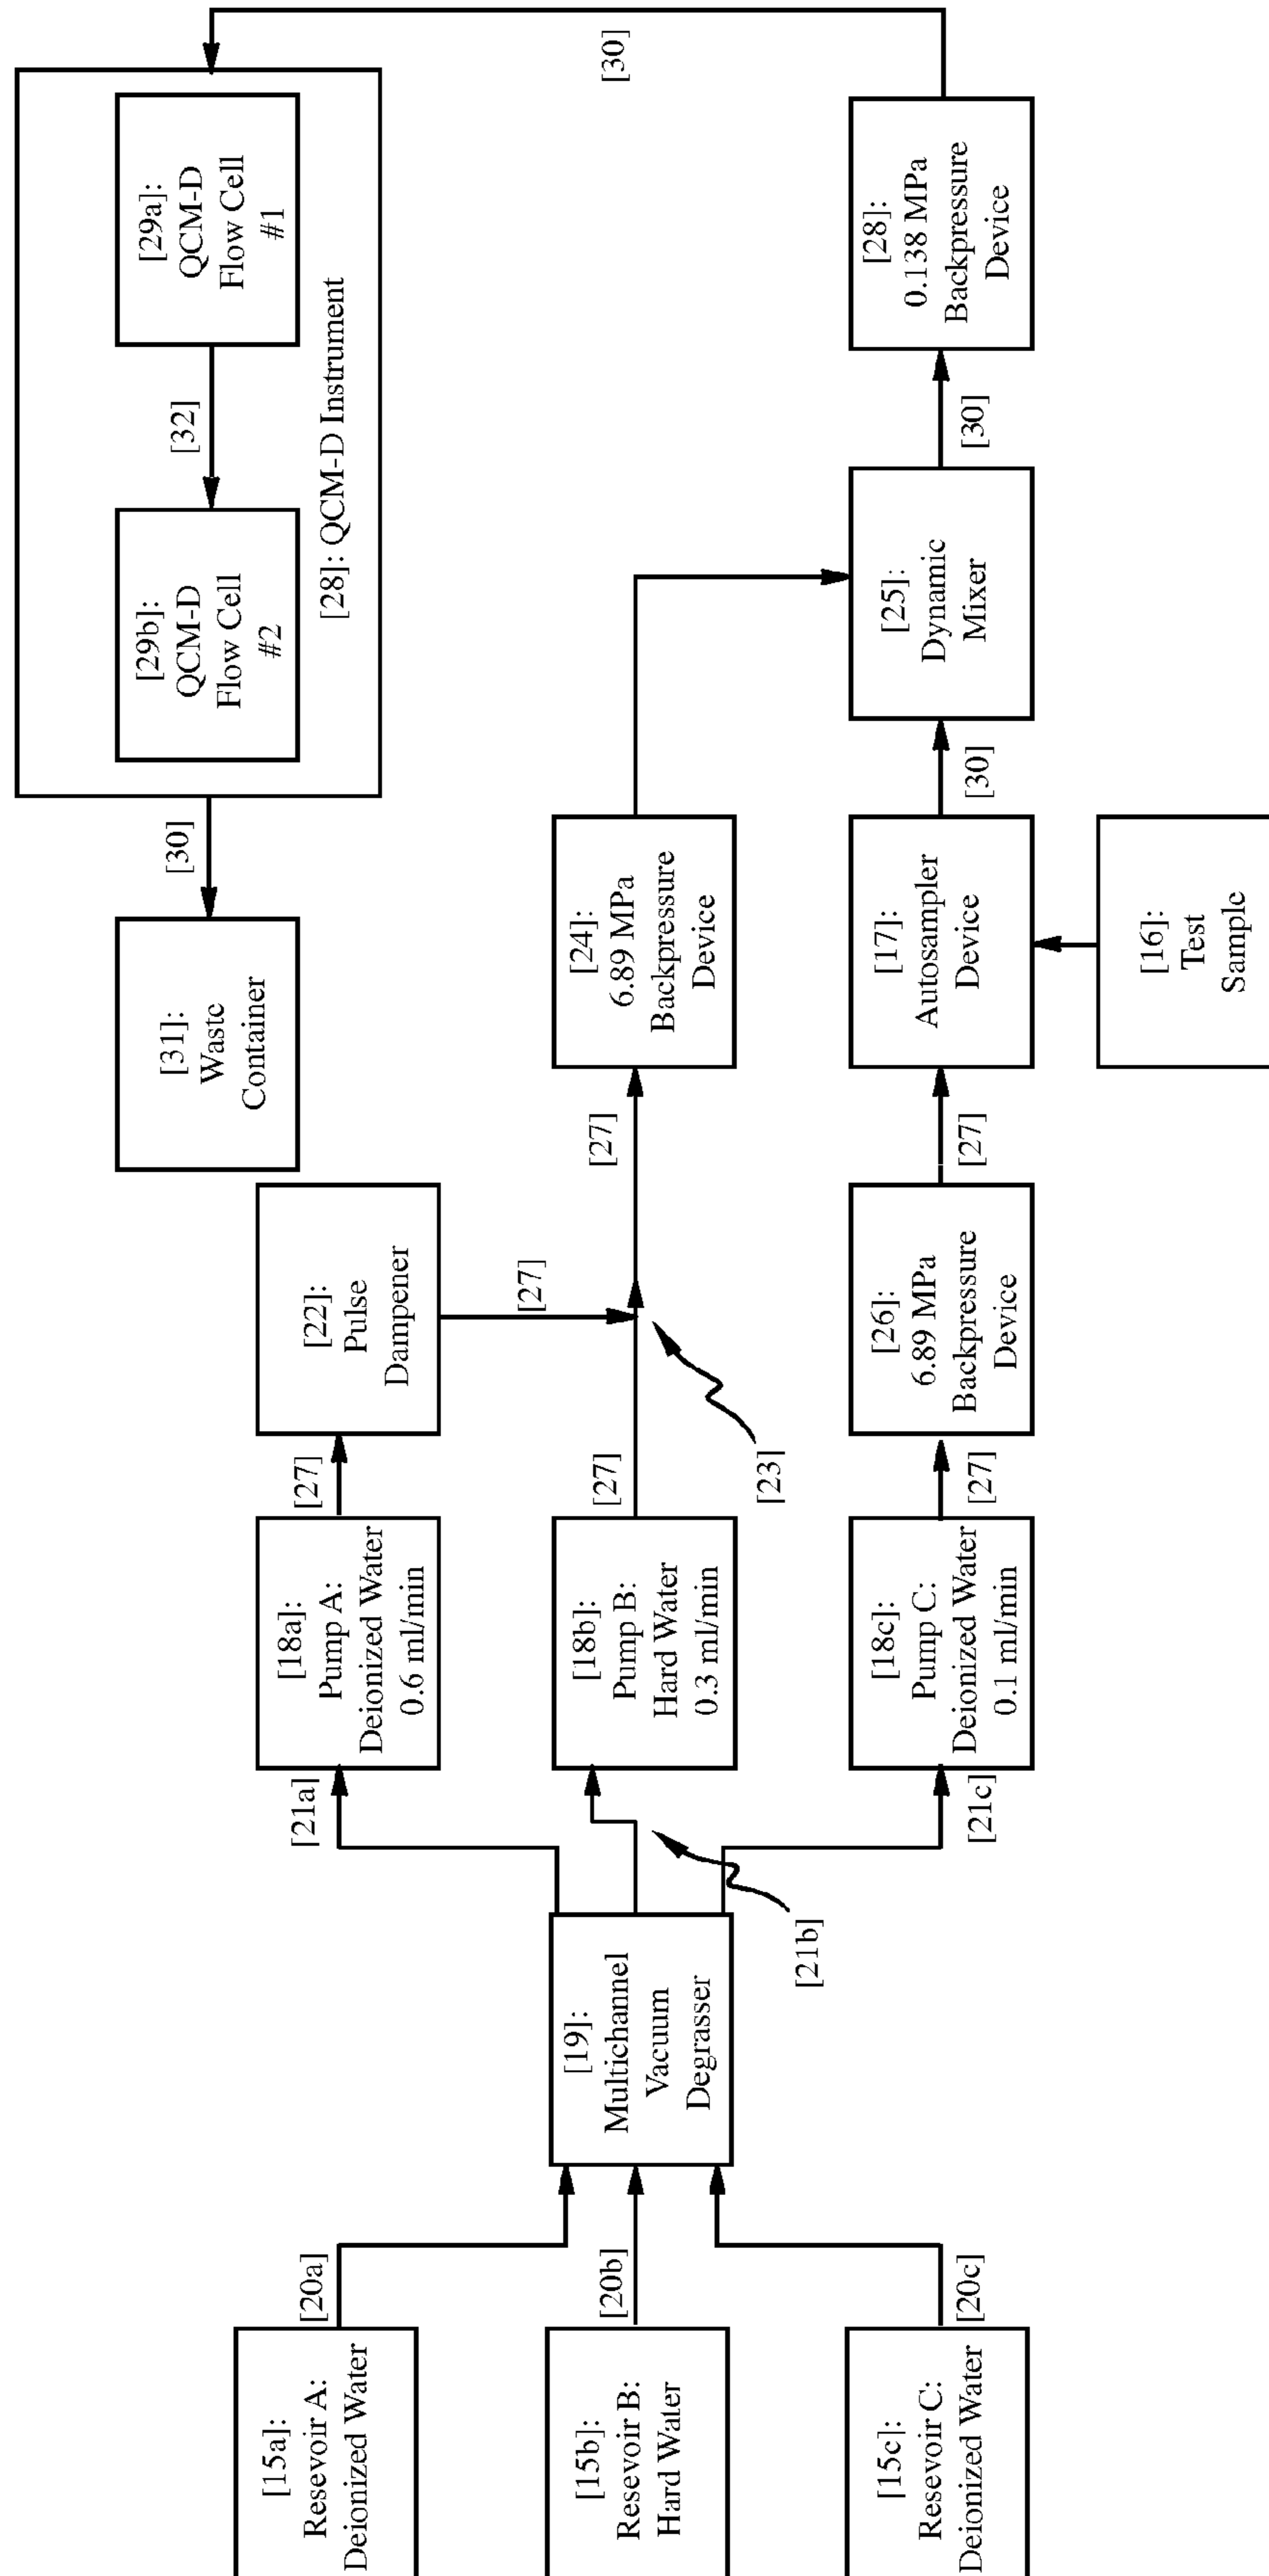 [15a]:
Resevoir A:
Deionized Water
[20a]
[15b]:
Resevoir B:
Hard Water
[20b]
[15c]:
Resevoir C:
Deionized Water
[20c]
[19]:
Multichannel
Vacuum
Degrasser
[21a]
[21b]
[21c]
[18a]:
Pump A:
Deionized Water
0.6 ml/min
[27]
[18b]:
Pump B:
Hard Water
0.3 ml/min
[27]
[23]
[18c]:
Pump C:
Deionized Water
0.1 ml/min
[27]
[22]:
Pulse
Dampener
[27]
[27]
[26]:
6.89 MPa
Backpressure
Device
[27]
[24]:
6.89 MPa
Backpressure
Device
[17]:
Autosampler
Device
[16]:
Test
Sample
[30]
[25]:
Dynamic
Mixer
[30]
[28]:
0.138 MPa
Backpressure
Device
[30]
[29a]:
QCM-D
Flow Cell
#1
[32]
[29b]:
QCM-D
Flow Cell
#2
[28]: QCM-D Instrument
[30]
[31]:
Waste
Container